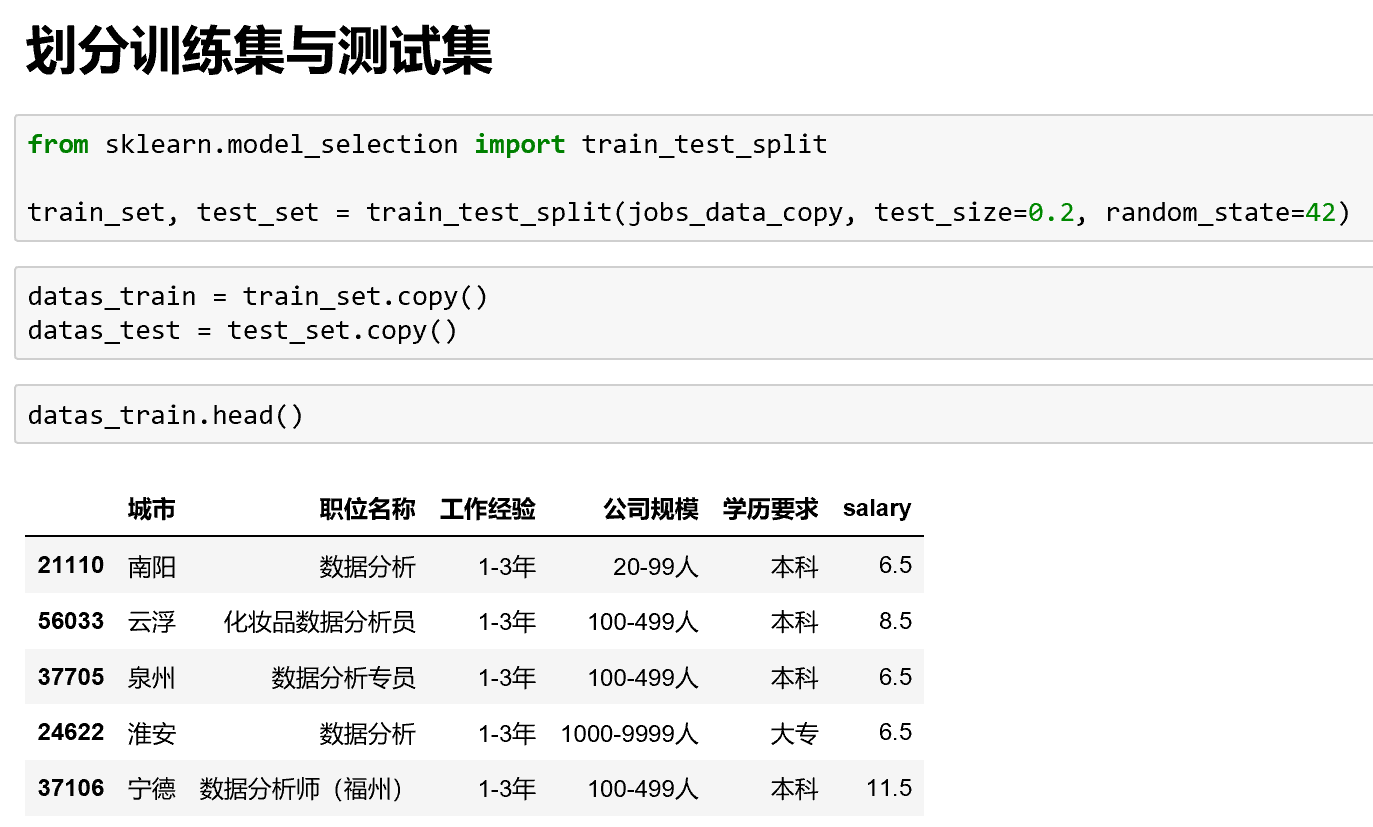 划分训练集与测试集
from sklearn.model_selection import train_test_split
train_set, test_set = train_test_split(jobs_data_copy, test_size=0.2, random_state=42)
datas_train = train_set.copy()
datas_test = test_set.copy()
datas_train.head()
城市 职位名称 工作经验 公司规模 学历要求 salary
21110 南阳 数据分析 1-3年 20-99人 本科 6.5
56033 云浮 化妆品数据分析员 1-3年 100-499人 本科 8.5
37705 泉州 数据分析专员 1-3年 100-499人 本科 6.5
24622 淮安 数据分析 1-3年 1000-9999人 大专 6.5
37106 宁德 数据分析师（福州） 1-3年 100-499人 本科 11.5